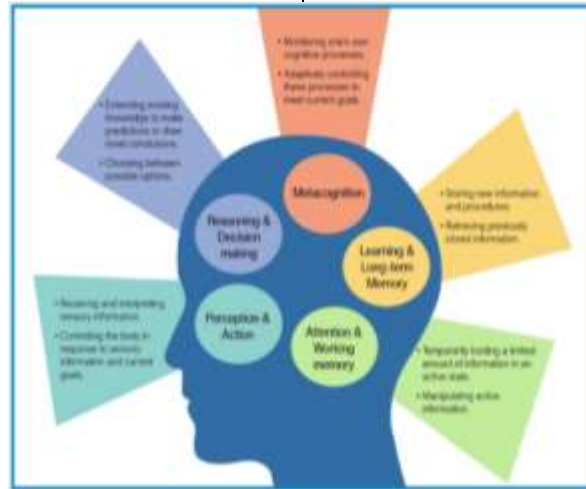 • Monitoring one's own
cognitive processes.
• Adaptively controlling
these processes to
meet current goals.
• Extending existing
knowledge to make
predictions or draw
novel conclusions.
• Choosing between
possible options.
Metacognition
Reasoning &
Decision
making
• Storing new information
and procedures.
• Retrieving previously
stored information.
Learning &
Long-term
Memory
• Receiving and interpreting
sensory information.
• Controlling the body in
response to sensory
information and current
goals.
Perception &
Action
Attention &
Working
memory
• Temporarily holding a limited
amount of information in an
active state.
• Manipulating active
information.